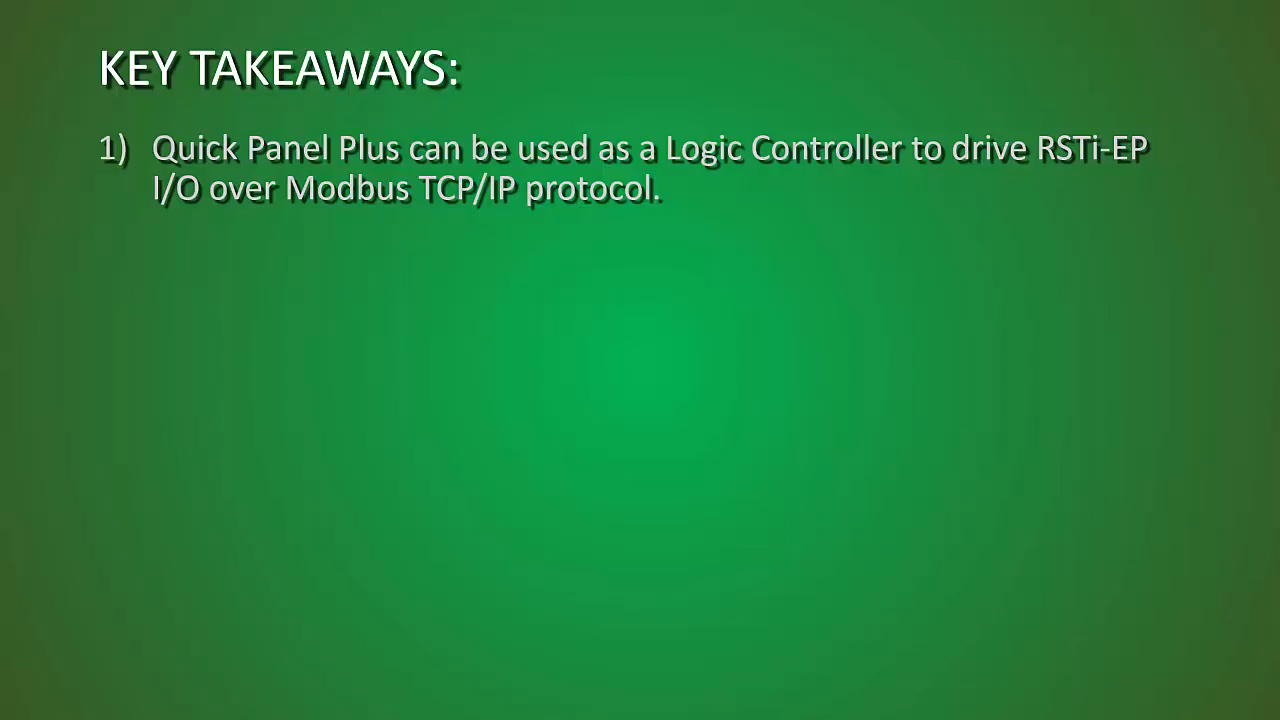 KEY TAKEAWAYS:
1) Quick Panel Plus can be used as a Logic Controller to drive RSTi-EP
I/O over Modbus TCP/IP protocol.